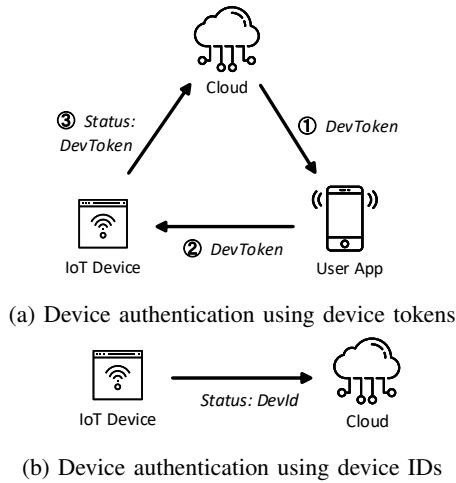 Cloud
③ Status:
DevToken
① DevToken
② DevToken
IoT Device
User App
(a) Device authentication using device tokens
Status: DevId
IoT Device
Cloud
(b) Device authentication using device IDs